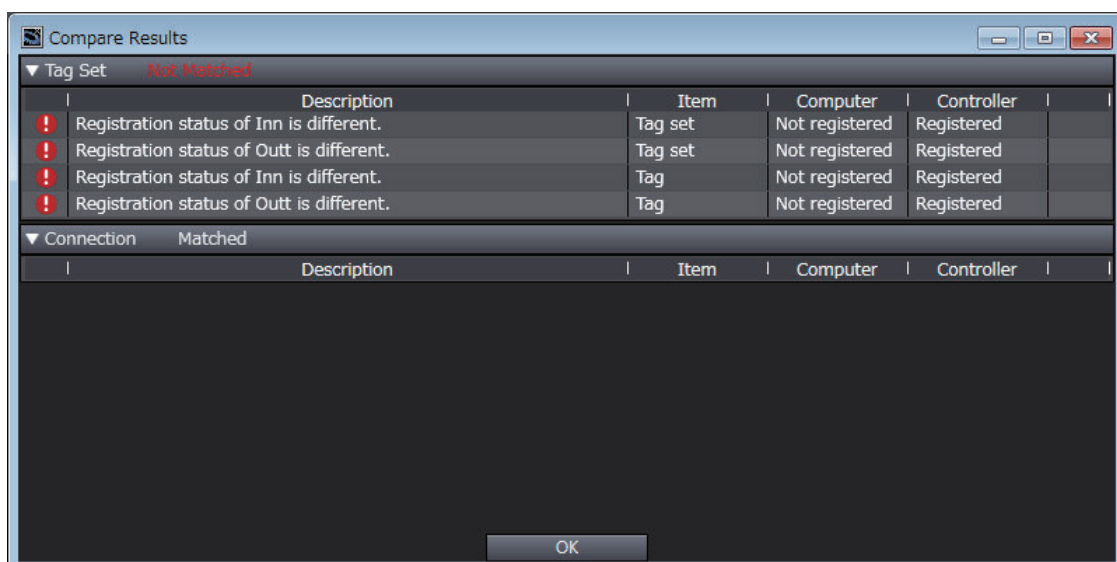 Compare Results
Tag Set Not Matched
Description Item Computer Controller
Registration status of Inn is different. Tag set Not registered Registered
Registration status of Outt is different. Tag set Not registered Registered
Registration status of Inn is different. Tag Not registered Registered
Registration status of Outt is different. Tag Not registered Registered
Connection Matched
Description Item Computer Controller
OK